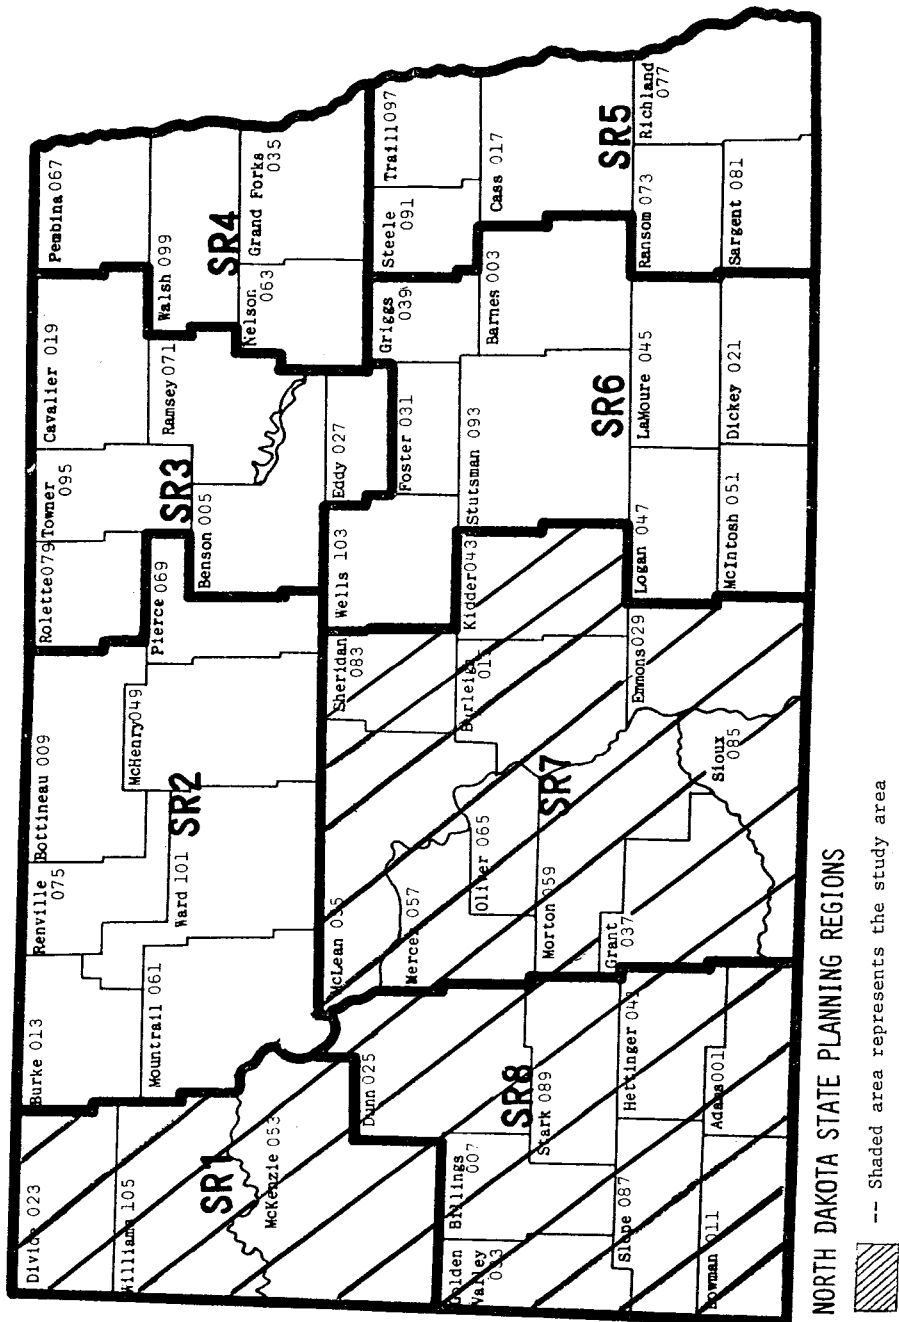 Divide 023
Williams 105
SR1
McKenzie 053
Burke 013
Renville
075
Bottineau 009
Mountrail 061
Ward 101
McHenry 049
SR2
Pierce 069
Rolette 079
Towner
095
Cavalier 019
SR3
Ramsey 071
Benson 005
Eddy 027
Pembina 067
Walsh 099
SR4
Nelson
063
Grand Forks
035
Golden
Valley
033
Billings
007
Dunn 025
SR8
Stark 089
Slope 087
Hettinger 041
Bowman 011
Adams 001
McLean 055
Sheridan
083
Mercer 057
Oliver 065
Burleigh
Kidder 043
SR7
Morton 059
Grant
037
Emmons 029
Sioux
085
Wells 103
Foster 031
Griggs
039
Stutsman 093
Barnes 003
SR6
Logan 047
LaMoure 045
McIntosh 051
Dickey 021
Steele
091
Traill 097
Cass 017
SR5
Ransom 073
Richland
077
Sargent 081
NORTH DAKOTA STATE PLANNING REGIONS
-- Shaded area represents the study area